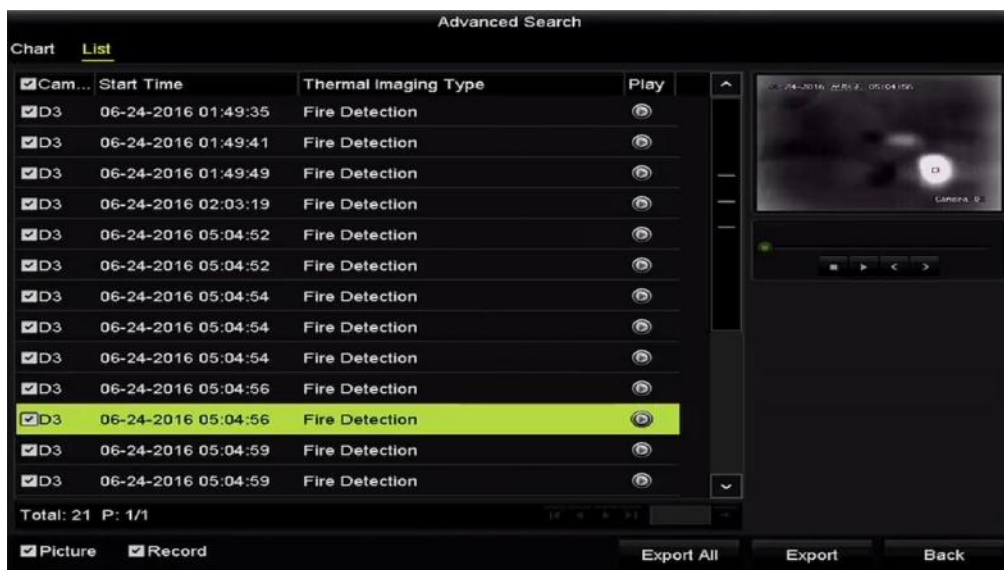 Advanced Search
Chart List
Cam... Start Time Thermal Imaging Type Play
D3 06-24-2016 01:49:35 Fire Detection
D3 06-24-2016 01:49:41 Fire Detection
D3 06-24-2016 01:49:49 Fire Detection
D3 06-24-2016 02:03:19 Fire Detection
D3 06-24-2016 05:04:52 Fire Detection
D3 06-24-2016 05:04:52 Fire Detection
D3 06-24-2016 05:04:54 Fire Detection
D3 06-24-2016 05:04:54 Fire Detection
D3 06-24-2016 05:04:54 Fire Detection
D3 06-24-2016 05:04:56 Fire Detection
D3 06-24-2016 05:04:56 Fire Detection
D3 06-24-2016 05:04:59 Fire Detection
D3 06-24-2016 05:04:59 Fire Detection
Total: 21 P: 1/1
Picture Record
Export All Export Back
05:04:56
Camera